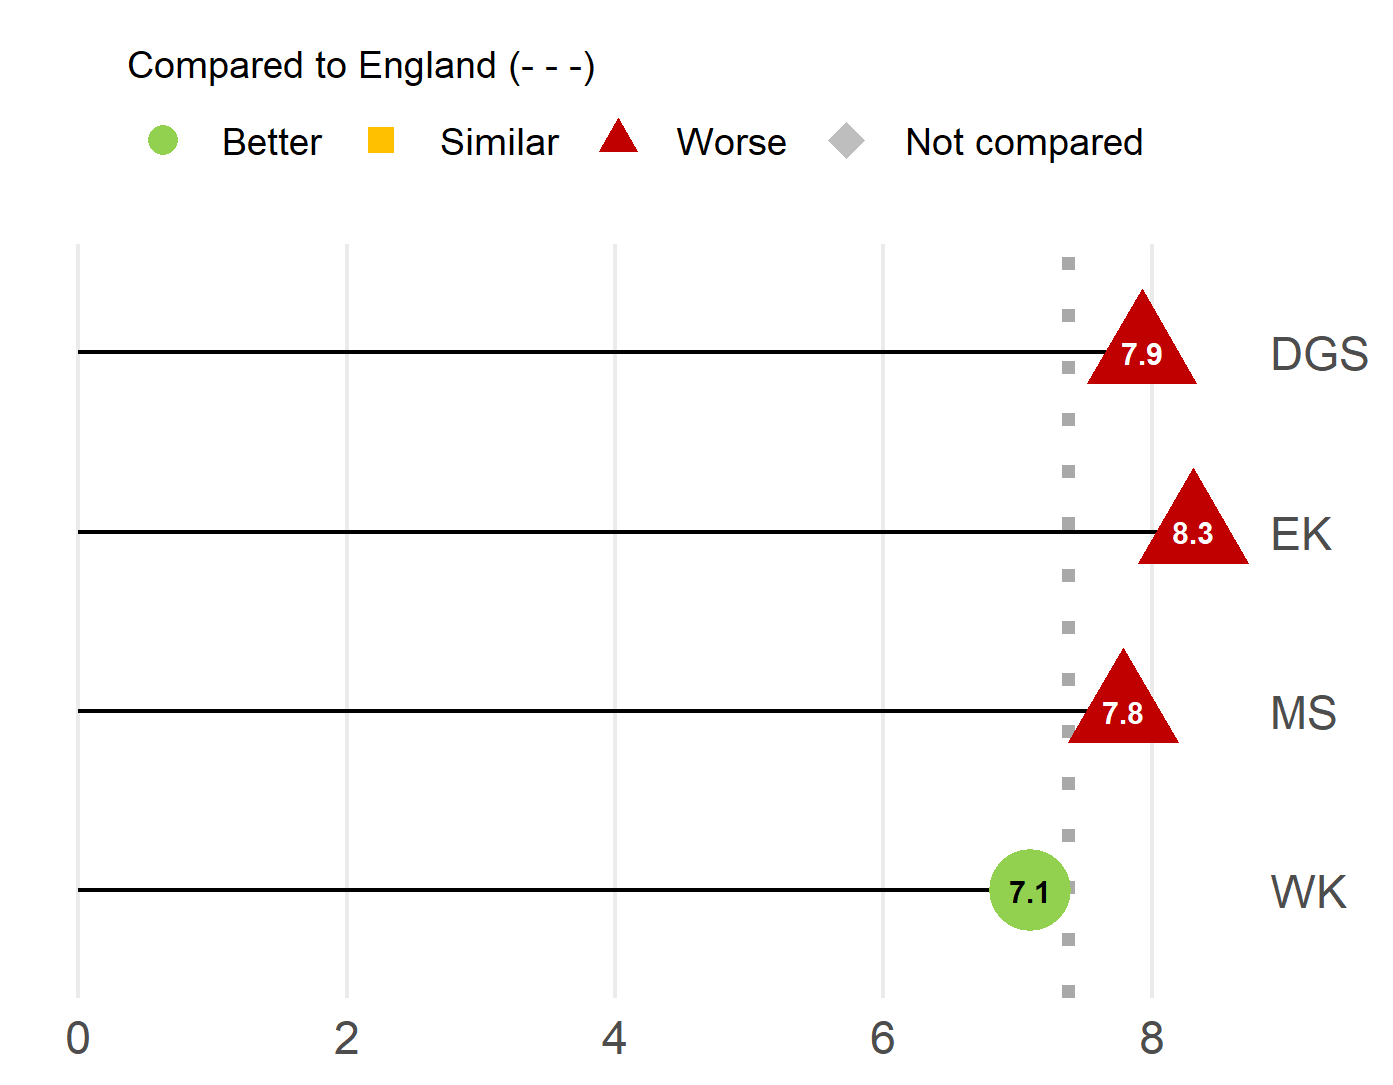 Compared to England (- - -)
Better Similar Worse Not compared
7.9 DGS
8.3 EK
7.8 MS
7.1 WK
0 2 4 6 8